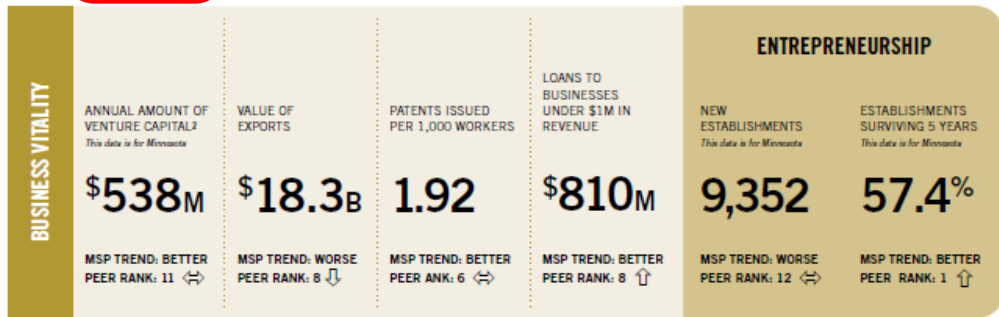 BUSINESS VITALITY
ANNUAL AMOUNT OF
VENTURE CAPITAL²
This data is for Minnesota
$538M
MSP TREND: BETTER
PEER RANK: 11 ⇔
VALUE OF
EXPORTS
$18.3B
MSP TREND: WORSE
PEER RANK: 8 ⇩
PATENTS ISSUED
PER 1,000 WORKERS
1.92
MSP TREND: BETTER
PEER ANK: 6 ⇔
LOANS TO
BUSINESSES
UNDER $1M IN
REVENUE
$810M
MSP TREND: BETTER
PEER RANK: 8 ⇧
ENTREPRENEURSHIP
NEW
ESTABLISHMENTS
This data is for Minnesota
9,352
MSP TREND: WORSE
PEER RANK: 12 ⇔
ESTABLISHMENTS
SURVIVING 5 YEARS
This data is for Minnesota
57.4%
MSP TREND: BETTER
PEER RANK: 1 ⇧